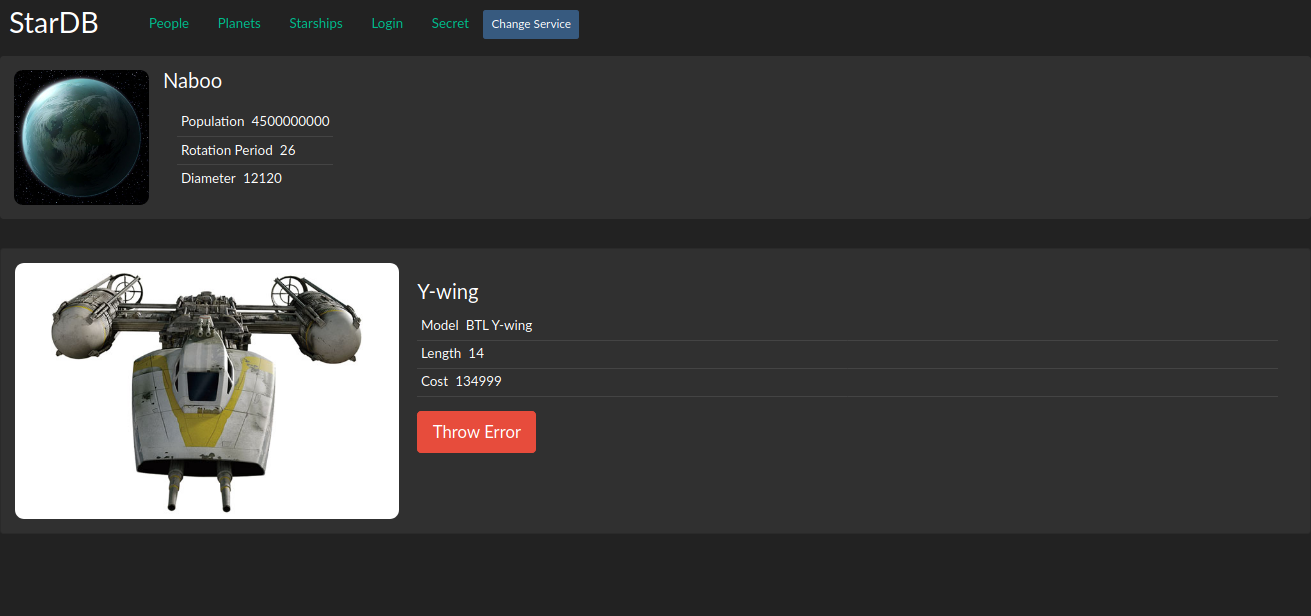 StarDB People Planets Starships Login Secret Change Service
Naboo
Population 4500000000
Rotation Period 26
Diameter 12120
Y-wing
Model BTL Y-wing
Length 14
Cost 134999
Throw Error